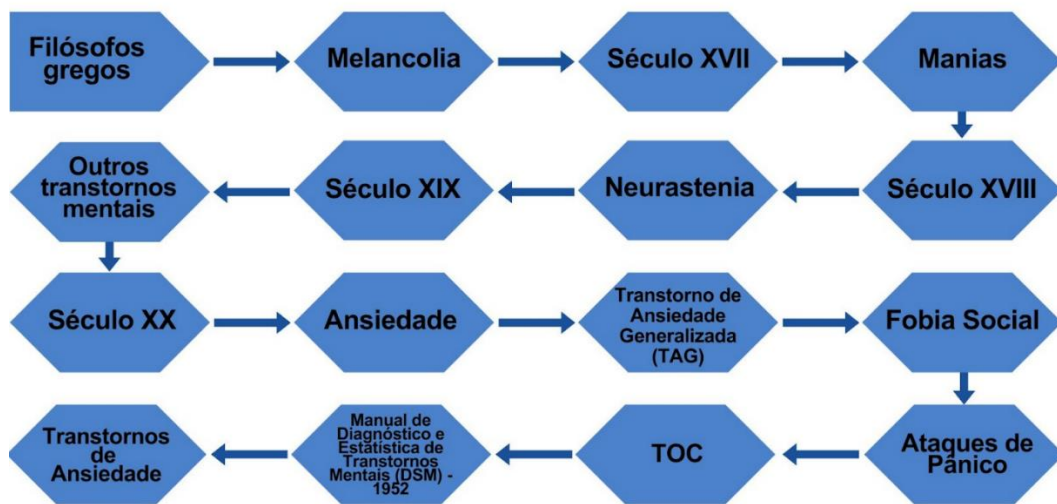 Filósofos
gregos
Melancolia
Século XVII
Manias
Século XVIII
Neurastenia
Século XIX
Outros
transtornos
mentais
Século XX
Ansiedade
Transtorno de
Ansiedade
Generalizada
(TAG)
Fobia Social
Ataques de
Pânico
TOC
Manual de
Diagnóstico e
Estatística de
Transtornos
Mentais (DSM) -
1952
Transtornos
de
Ansiedade